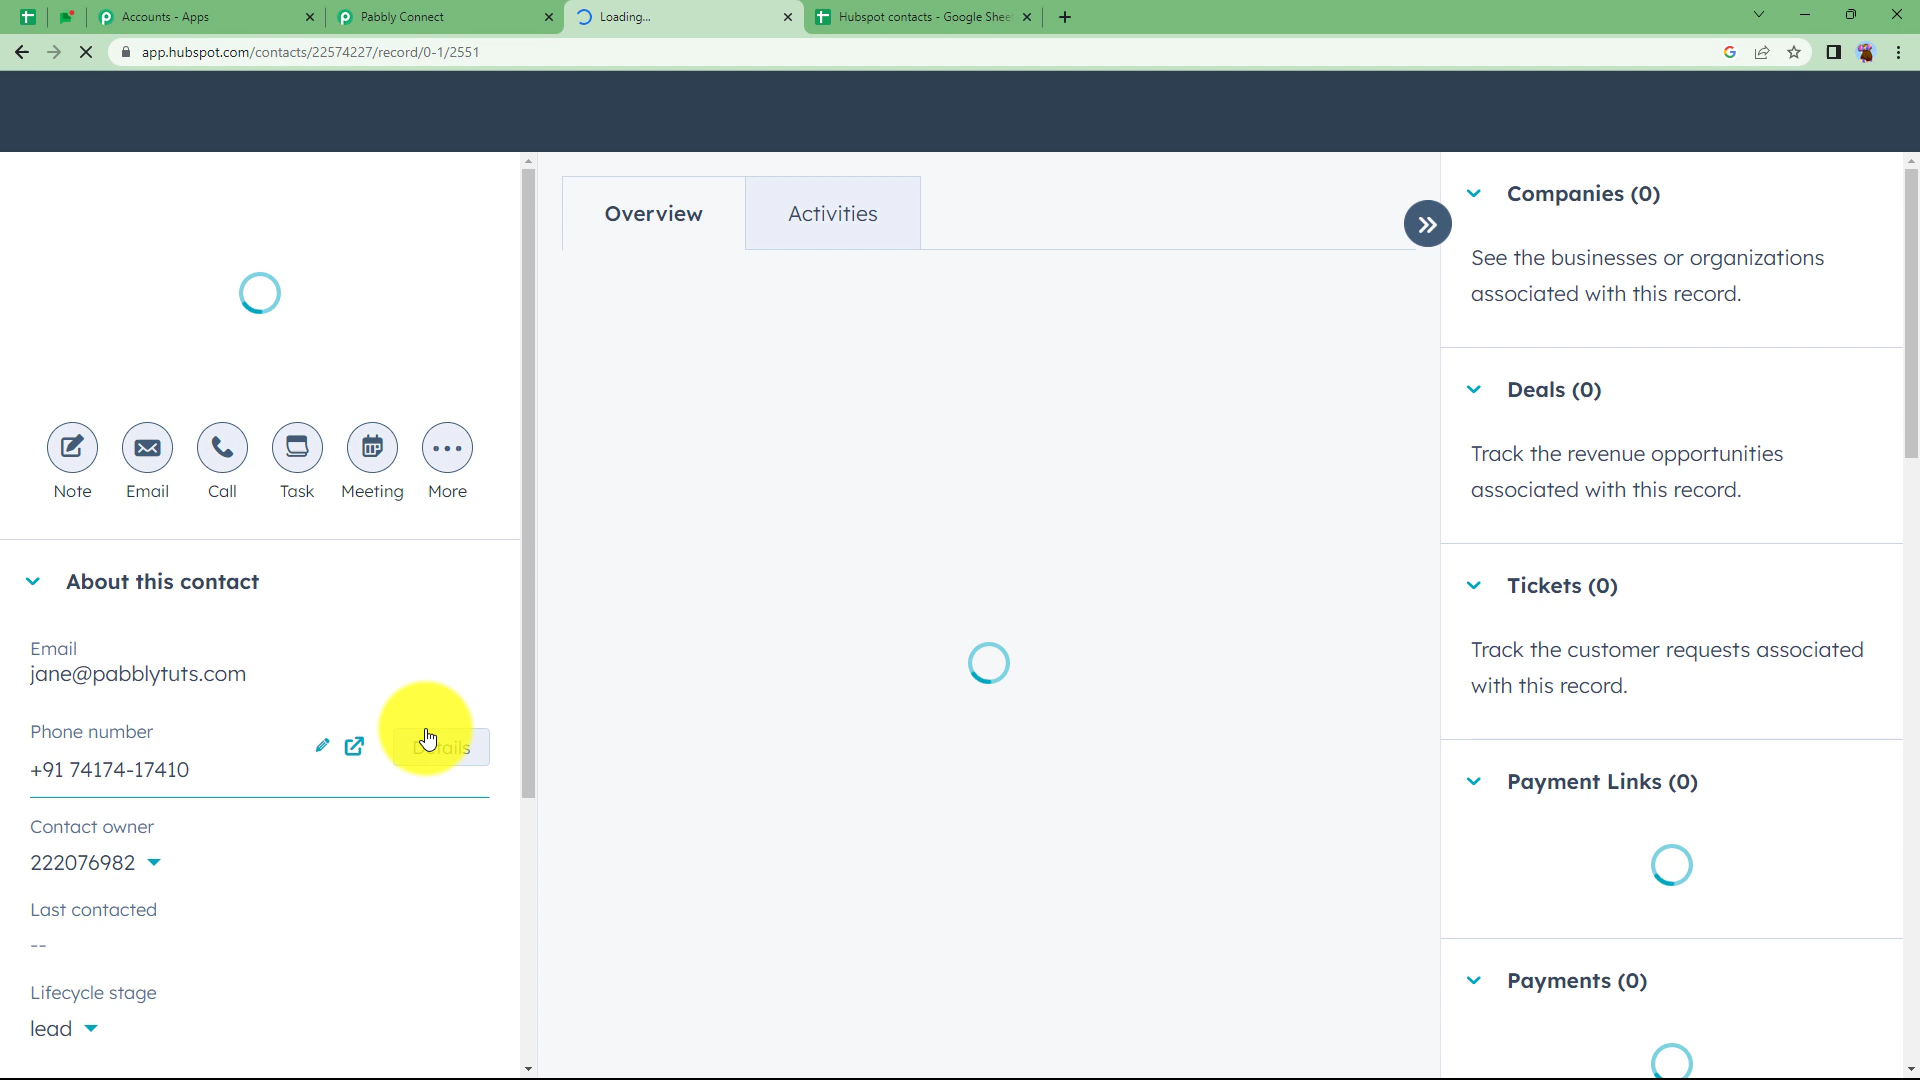 Accounts - Apps
Pabbly Connect
Loading...
Hubspot contacts - Google Shee
app.hubspot.com/contacts/22574227/record/0-1/2551
Note
Email
Call
Task
Meeting
More
About this contact
Email
jane@pabblytuts.com
Phone number
Details
+91 74174-17410
Contact owner
222076982
Last contacted
--
Lifecycle stage
lead
Overview
Activities
Companies (0)
See the businesses or organizations
associated with this record.
Deals (0)
Track the revenue opportunities
associated with this record.
Tickets (0)
Track the customer requests associated
with this record.
Payment Links (0)
Payments (0)